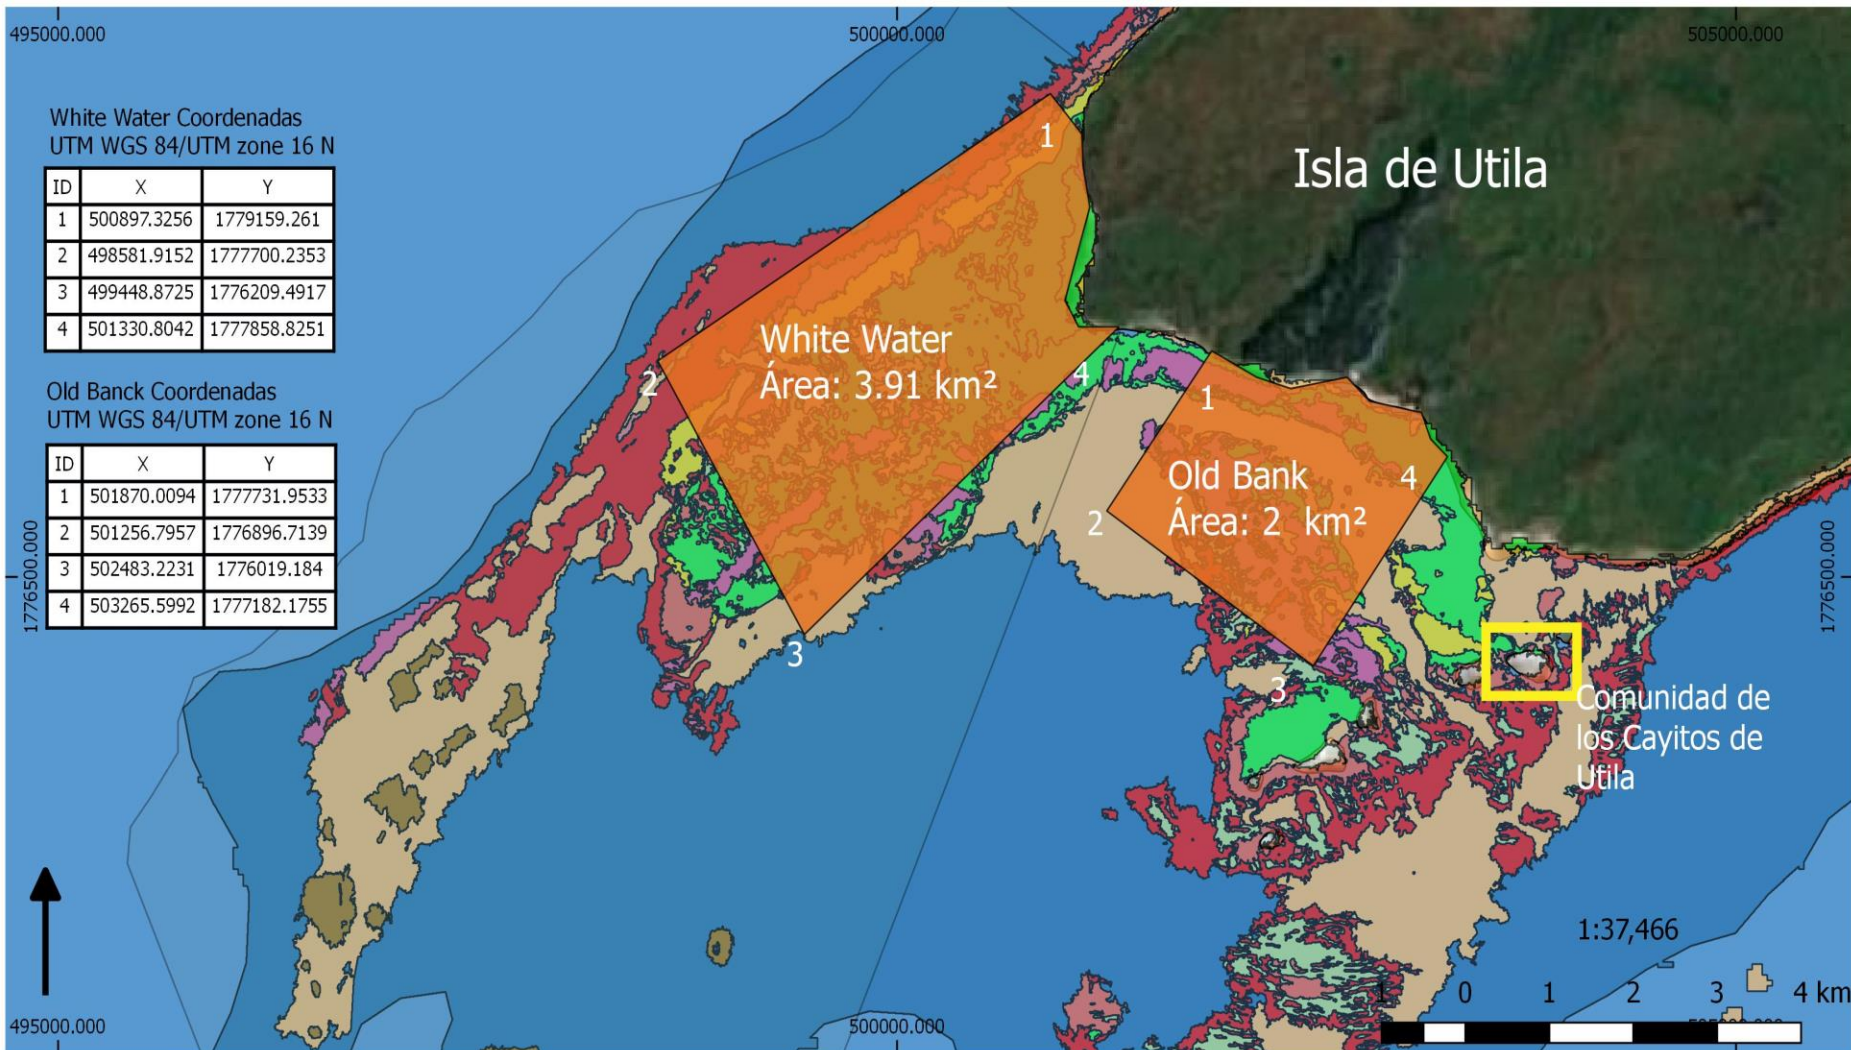 495000.000
500000.000
505000.000
White Water Coordenadas
UTM WGS 84/UTM zone 16 N
ID X Y
1 500897.3256 1779159.261
2 498581.9152 1777700.2353
3 499448.8725 1776209.4917
4 501330.8042 1777858.8251
Old Banck Coordenadas
UTM WGS 84/UTM zone 16 N
ID X Y
1 501870.0094 1777731.9533
2 501256.7957 1776896.7139
3 502483.2231 1776019.184
4 503265.5992 1777182.1755
Isla de Utila
1
White Water
Área: 3.91 km²
2
4
3
1
Old Bank
Área: 2 km²
4
2
3
1776500.000
1776500.000
Comunidad de
los Cayitos de
Utila
1:37,466
1 0 1 2 3 4 km
495000.000
500000.000
505000.000